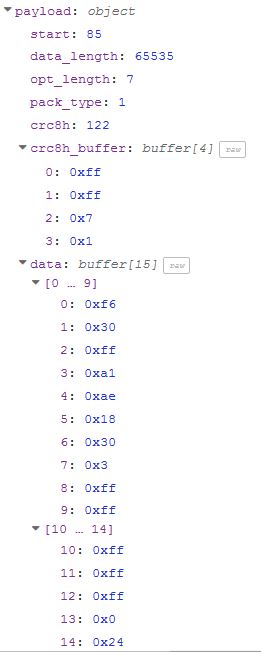 payload: object
start: 85
data_length: 65535
opt_length: 7
pack_type: 1
crc8h: 122
crc8h_buffer: buffer[4] raw
0: 0xff
1: 0xff
2: 0x7
3: 0x1
data: buffer[15] raw
[0 … 9]
0: 0xf6
1: 0x30
2: 0xff
3: 0xa1
4: 0xae
5: 0x18
6: 0x30
7: 0x3
8: 0xff
9: 0xff
[10 … 14]
10: 0xff
11: 0xff
12: 0xff
13: 0x0
14: 0x24